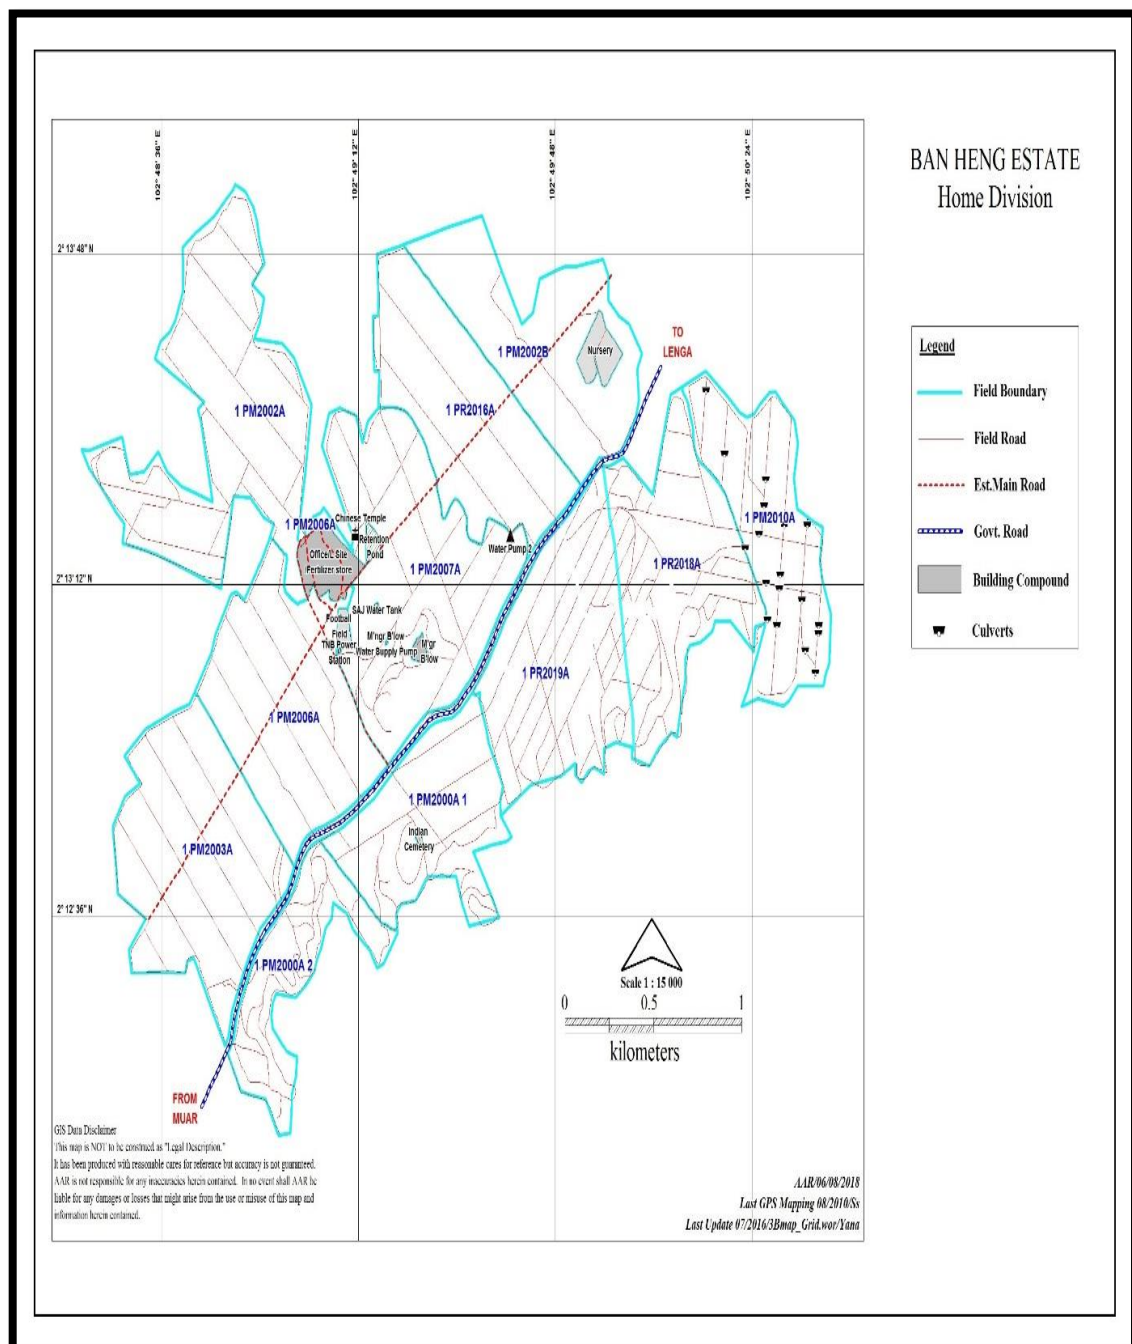 BAN HENG ESTATE
Home Division
102° 48' 36" E
102° 49' 12" E
102° 49' 48" E
102° 50' 24" E
2° 13' 48" N
2° 13' 12" N
2° 12' 36" N
TO
LENGA
Nursery
1 PM2002B
1 PR2016A
1 PM2002A
1 PM2006A
Chinese Temple
Retention
Pond
Office/L Site
Fertilizer store
Water Pump 2
1 PM2007A
1 PM2010A
1 PR2018A
SAJ Water Tank
Football
Field
TNB Power
Station
M'ngr B'low
Water Supply Pump
M'gr
B'low
1 PR2019A
1 PM2006A
1 PM2000A 1
Indian
Cemetery
1 PM2003A
1 PM2000A 2
FROM
MUAR
Legend
Field Boundary
Field Road
Est.Main Road
Govt. Road
Building Compound
Culverts
Scale 1 : 15 000
0 0.5 1
kilometers
GIS Data Disclaimer
This map is NOT to be construed as "Legal Description."
It has been produced with reasonable cares for reference but accuracy is not guaranteed.
AAR is not responsible for any inaccuracies herein contained. In no event shall AAR be
liable for any damages or losses that might arise from the use or misuse of this map and
information herein contained.
AAR/06/08/2018
Last GPS Mapping 08/2010/Ss
Last Update 07/2016/3Bmap_Grid.wor/Yana